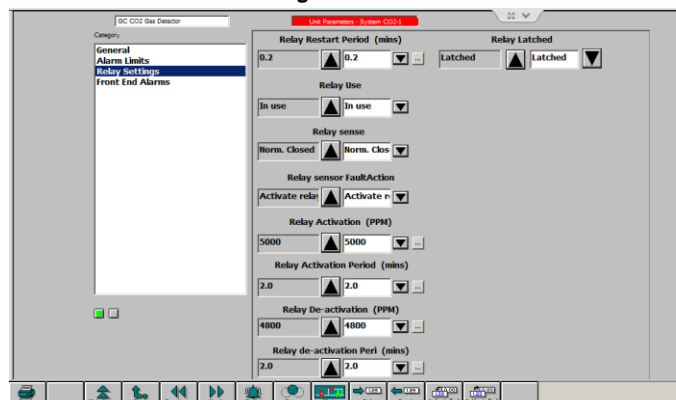 GC CO2 Gas Detector
Unit Parameters - System CO2-1
Category
General
Alarm Limits
Relay Settings
Front End Alarms
Relay Restart Period (mins)
Relay Latched
0.2 0.2 ... Latched Latched
Relay Use
In use In use
Relay sense
Norm. Closed Norm. Clos
Relay sensor FaultAction
Activate relay Activate r
Relay Activation (PPM)
5000 5000 ...
Relay Activation Period (mins)
2.0 2.0 ...
Relay De-activation (PPM)
4800 4800 ...
Relay de-activation Peri (mins)
2.0 2.0 ...